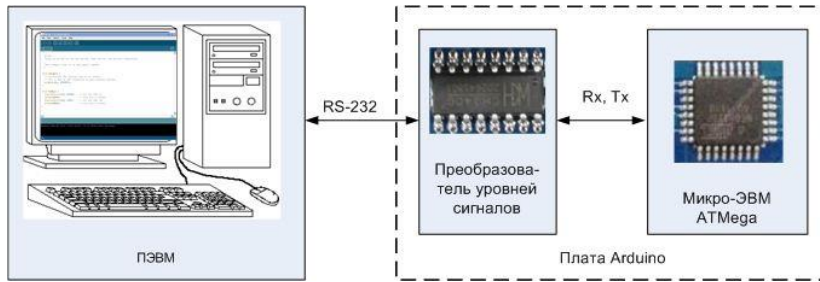 RS-232
Rx, Tx
Преобразова-
тель уровней
сигналов
Микро-ЭВМ
ATMega
ПЭВМ
Плата Arduino